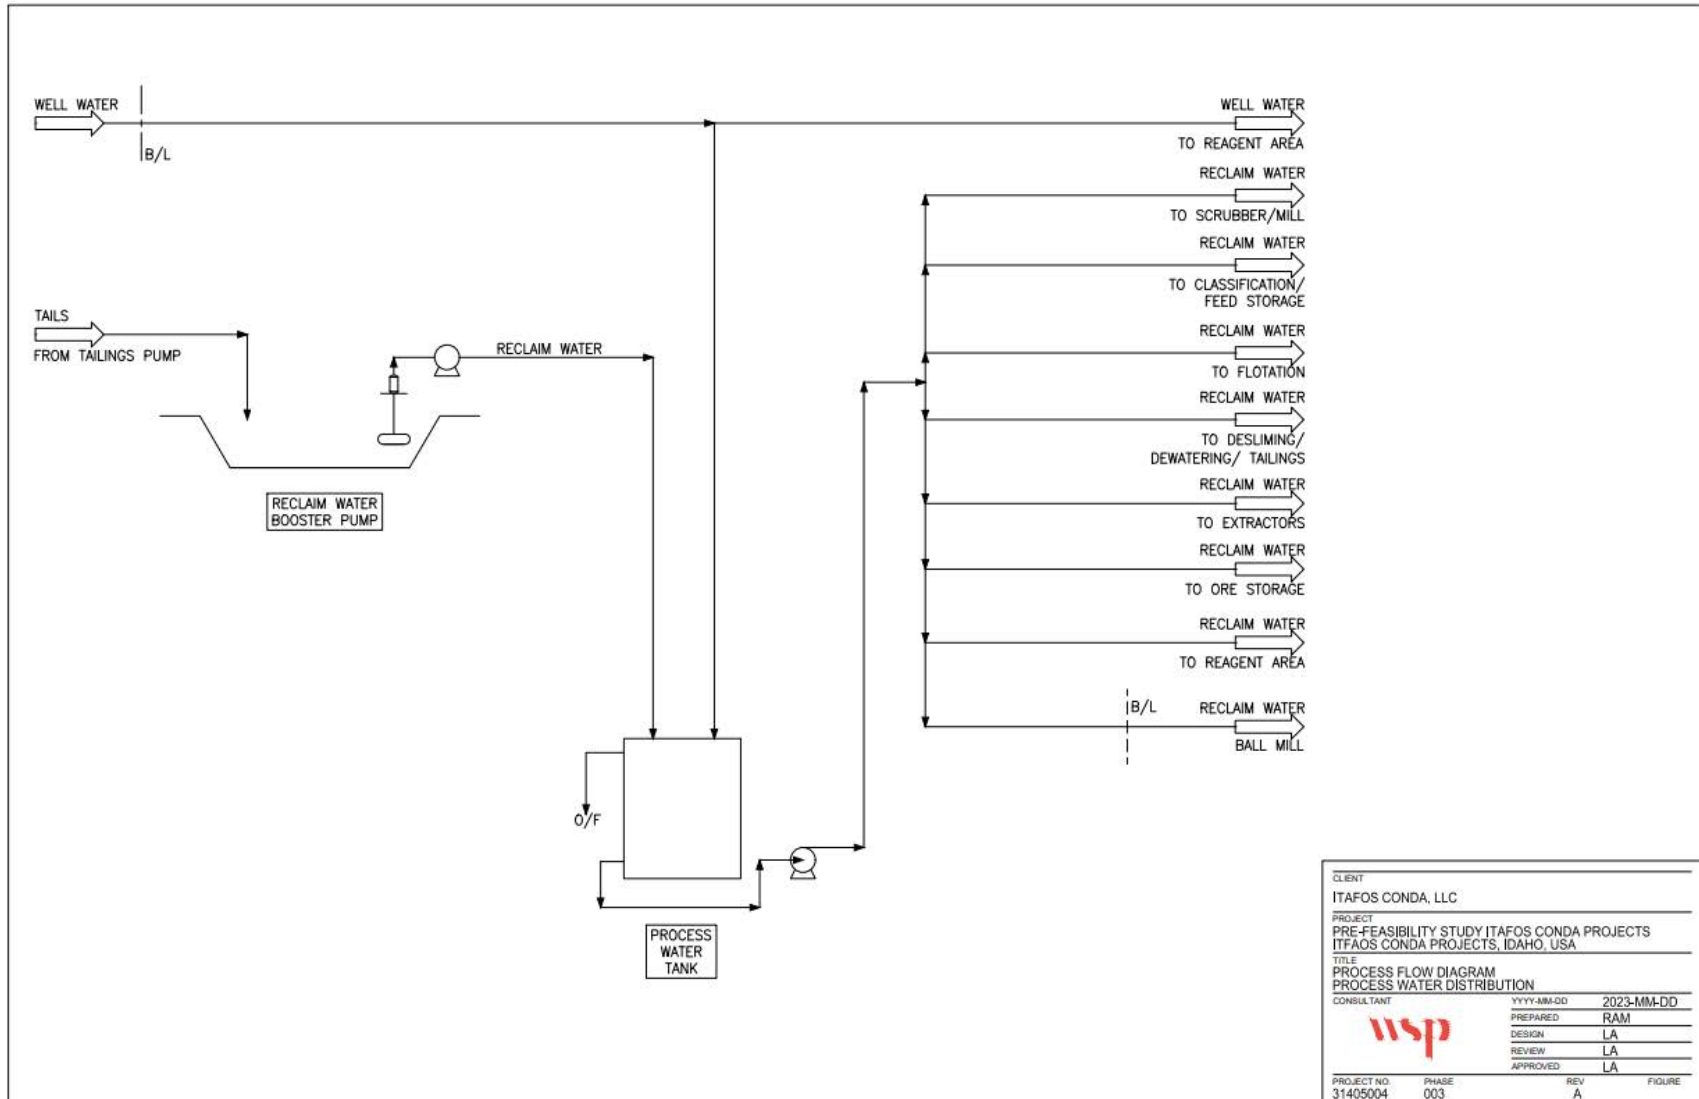 WELL WATER
B/L
WELL WATER
TO REAGENT AREA
RECLAIM WATER
TO SCRUBBER/MILL
RECLAIM WATER
TO CLASSIFICATION/
FEED STORAGE
TAILS
FROM TAILINGS PUMP
RECLAIM WATER
RECLAIM WATER
TO FLOTATION
RECLAIM WATER
TO DESLIMING/
DEWATERING/ TAILINGS
RECLAIM WATER
BOOSTER PUMP
RECLAIM WATER
TO EXTRACTORS
RECLAIM WATER
TO ORE STORAGE
RECLAIM WATER
TO REAGENT AREA
B/L
RECLAIM WATER
BALL MILL
O/F
PROCESS
WATER
TANK
CLIENT
ITAFOS CONDA, LLC
PROJECT
PRE-FEASIBILITY STUDY ITAFOS CONDA PROJECTS
ITFAOS CONDA PROJECTS, IDAHO, USA
TITLE
PROCESS FLOW DIAGRAM
PROCESS WATER DISTRIBUTION
CONSULTANT
wsp
YYYY-MM-DD 2023-MM-DD
PREPARED RAM
DESIGN LA
REVIEW LA
APPROVED LA
PROJECT NO. PHASE REV FIGURE
31405004 003 A